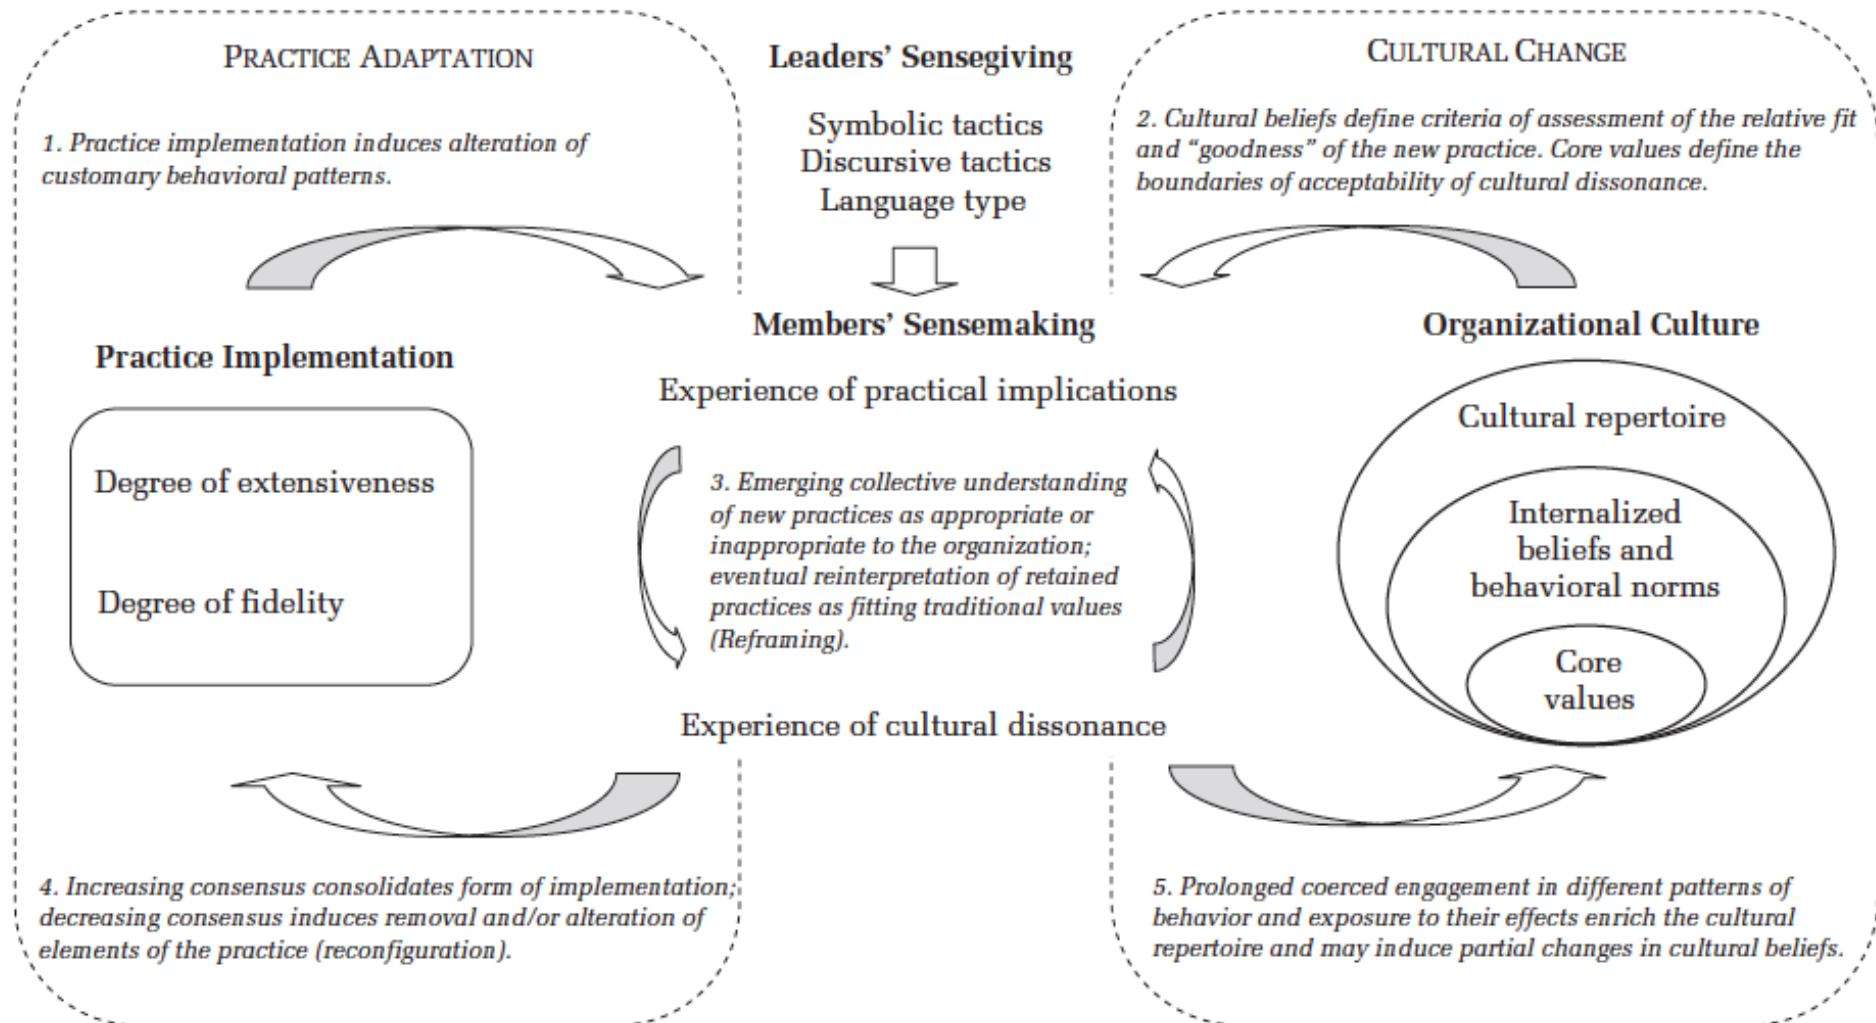 PRACTICE ADAPTATION
1. Practice implementation induces alteration of
customary behavioral patterns.
Leaders' Sensegiving
Symbolic tactics
Discursive tactics
Language type
CULTURAL CHANGE
2. Cultural beliefs define criteria of assessment of the relative fit
and “goodness” of the new practice. Core values define the
boundaries of acceptability of cultural dissonance.
Practice Implementation
Degree of extensiveness
Degree of fidelity
Members' Sensemaking
Experience of practical implications
3. Emerging collective understanding
of new practices as appropriate or
inappropriate to the organization;
eventual reinterpretation of retained
practices as fitting traditional values
(Reframing).
Experience of cultural dissonance
Organizational Culture
Cultural repertoire
Internalized
beliefs and
behavioral norms
Core
values
4. Increasing consensus consolidates form of implementation;
decreasing consensus induces removal and/or alteration of
elements of the practice (reconfiguration).
5. Prolonged coerced engagement in different patterns of
behavior and exposure to their effects enrich the cultural
repertoire and may induce partial changes in cultural beliefs.